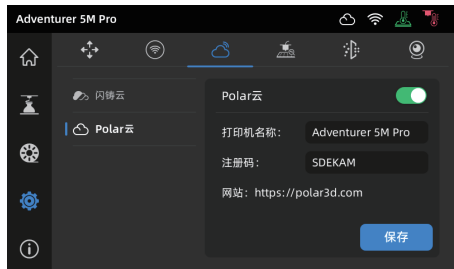 Adventurer 5M Pro
闪铸云
Polar云
Polar云
打印机名称: Adventurer 5M Pro
注册码: SDEKAM
网站: https://polar3d.com
保存